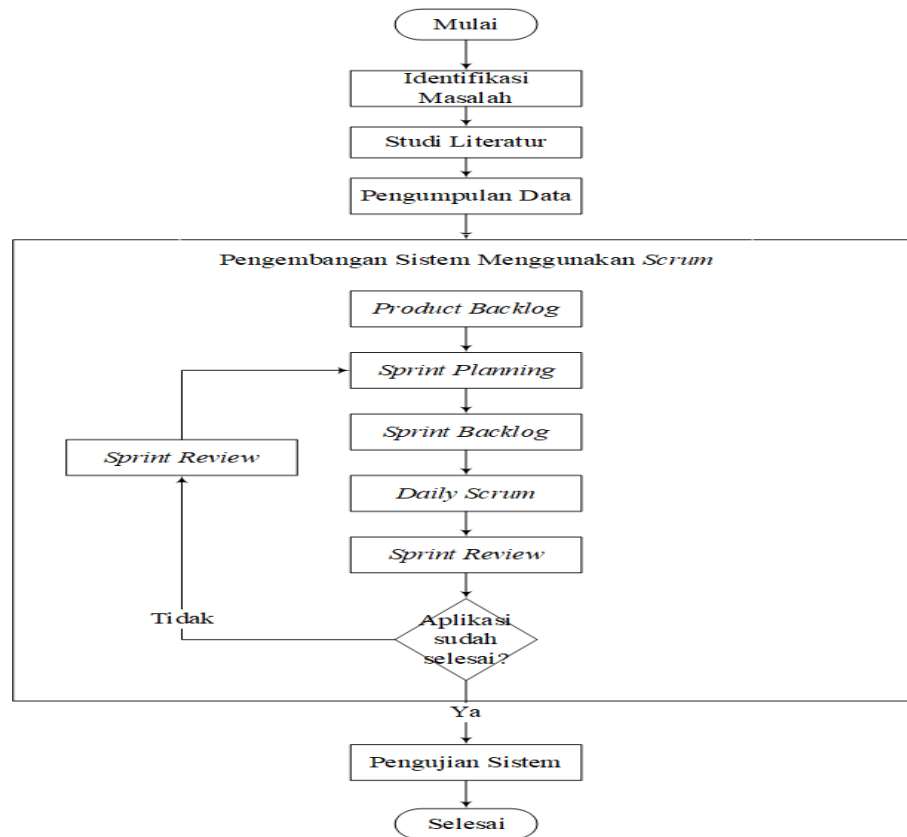 Mulai
Identifikasi
Masalah
Studi Literatur
Pengumpulan Data
Pengembangan Sistem Menggunakan Scrum
Product Backlog
Sprint Planning
Sprint Backlog
Sprint Review
Daily Scrum
Sprint Review
Tidak
Aplikasi
sudah
selesai?
Ya
Pengujian Sistem
Selesai